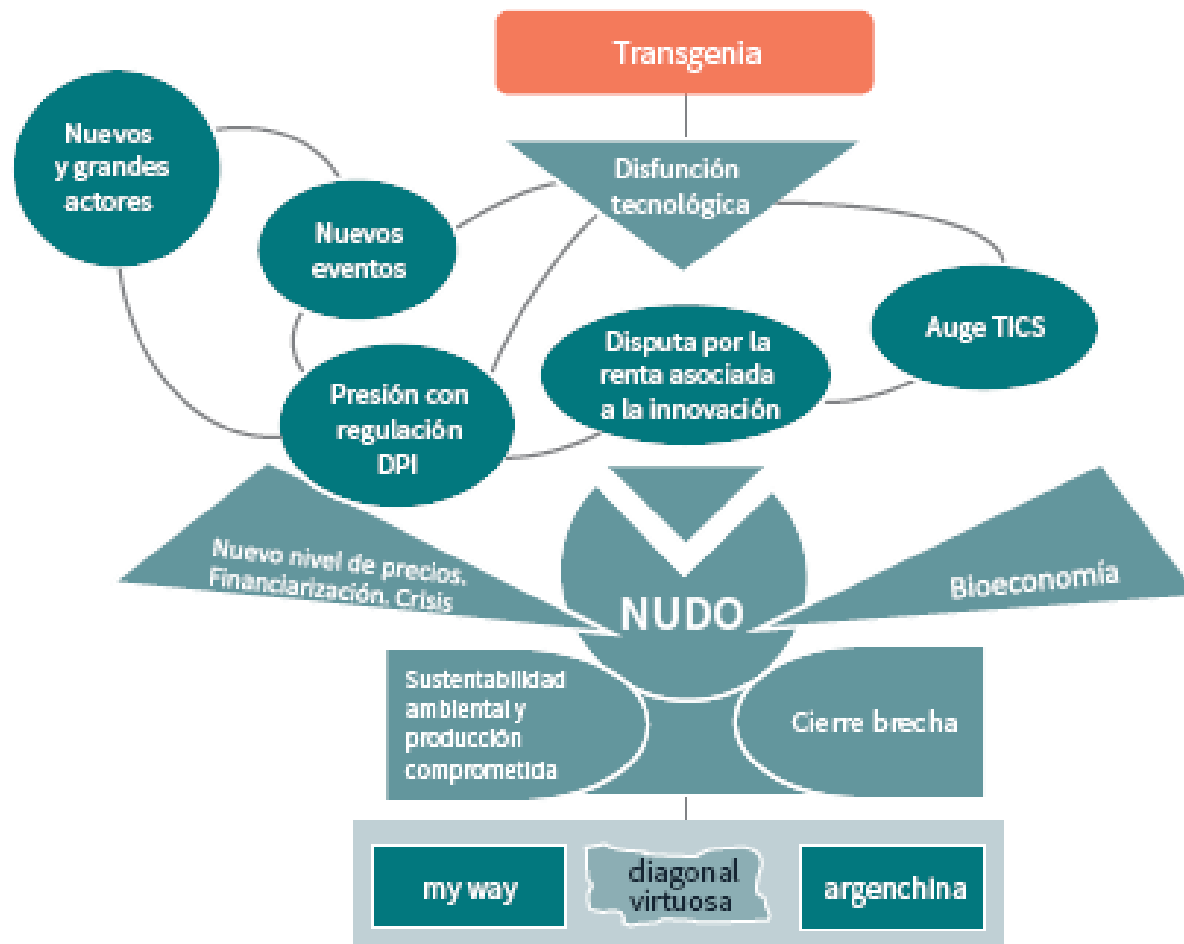 Transgenia
Nuevos
y grandes
actores
Disfunción
tecnológica
Nuevos
eventos
Auge TICS
Disputa por la
renta asociada
a la innovación
Presión con
regulación
DPI
Nuevo nivel de precios.
Financiarización. Crisis
Bioeconomía
NUDO
Sustentabilidad
ambiental y
producción
comprometida
Cierre brecha
my way
diagonal
virtuosa
argenchina